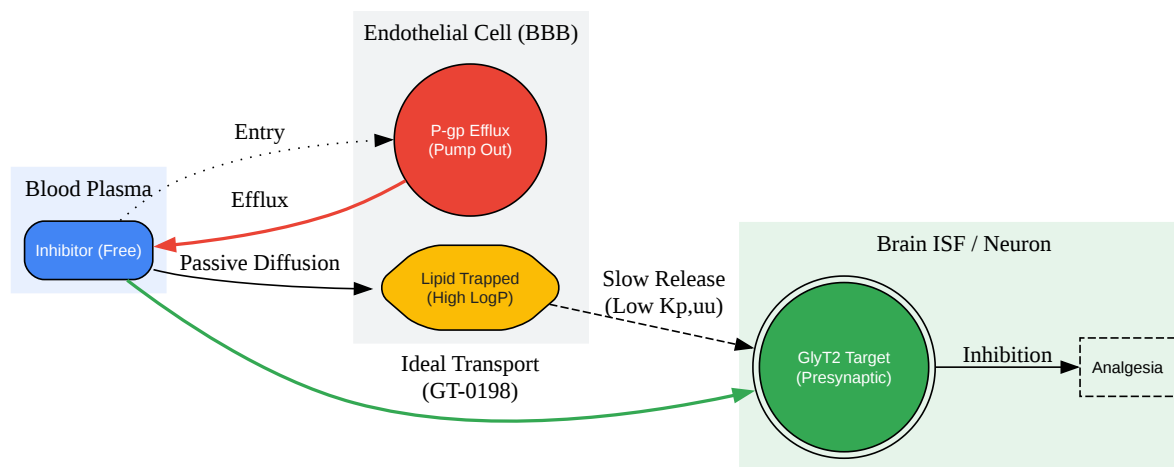 Endothelial Cell (BBB)
P-gp Efflux
(Pump Out)
Entry
Blood Plasma
Efflux
Inhibitor (Free)
Passive Diffusion
Lipid Trapped
(High LogP)
Slow Release
(Low Kp,uu)
Ideal Transport
(GT-0198)
Brain ISF / Neuron
GlyT2 Target
(Presynaptic)
Inhibition
Analgesia